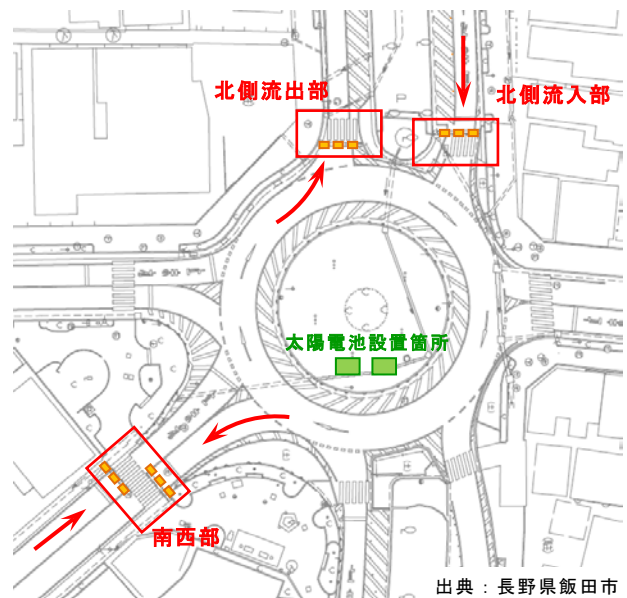 北側流出部
北側流入部
太陽電池設置箇所
南西部
出典：長野県飯田市